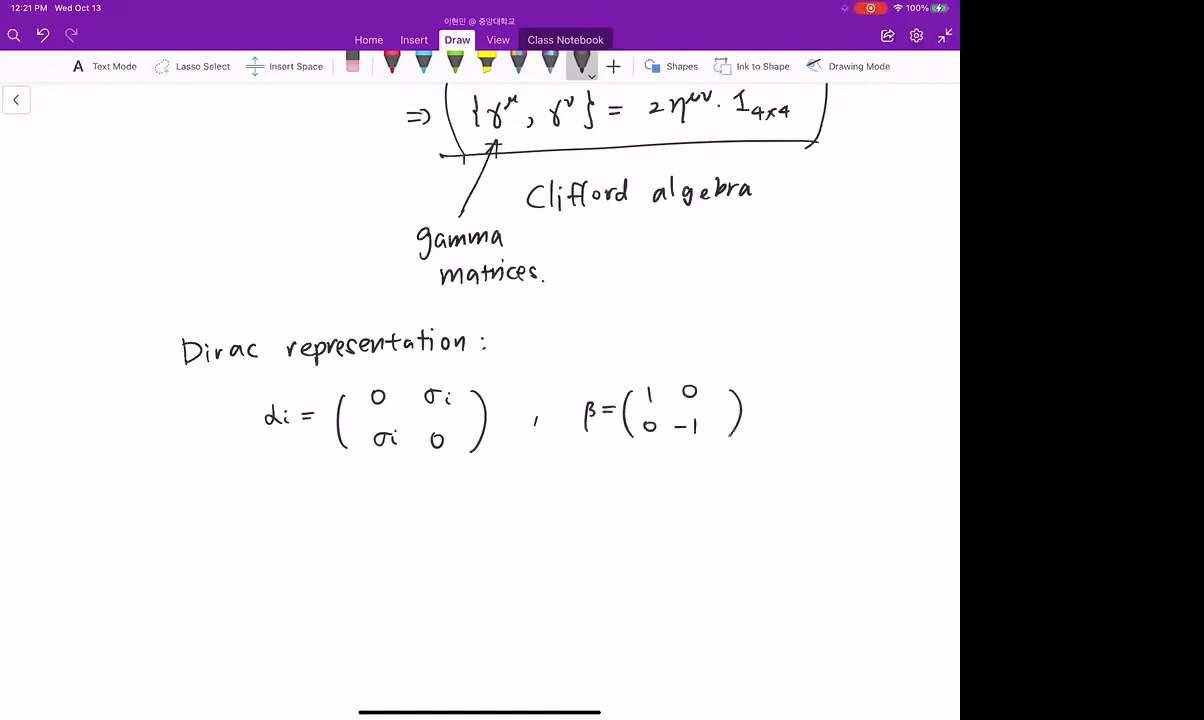 12:21 PM Wed Oct 13
100%
이현민 @ 중앙대학교
Home Insert Draw View Class Notebook
Text Mode Lasso Select Insert Space Shapes Ink to Shape Drawing Mode
⇒ {γ^μ, γ^ν} = 2η^μν · 1_4×4
Clifford algebra
gamma
matrices.
Dirac representation :
αi = ( 0 σi , β = ( 1 0
σi 0 ) 0 -1 )